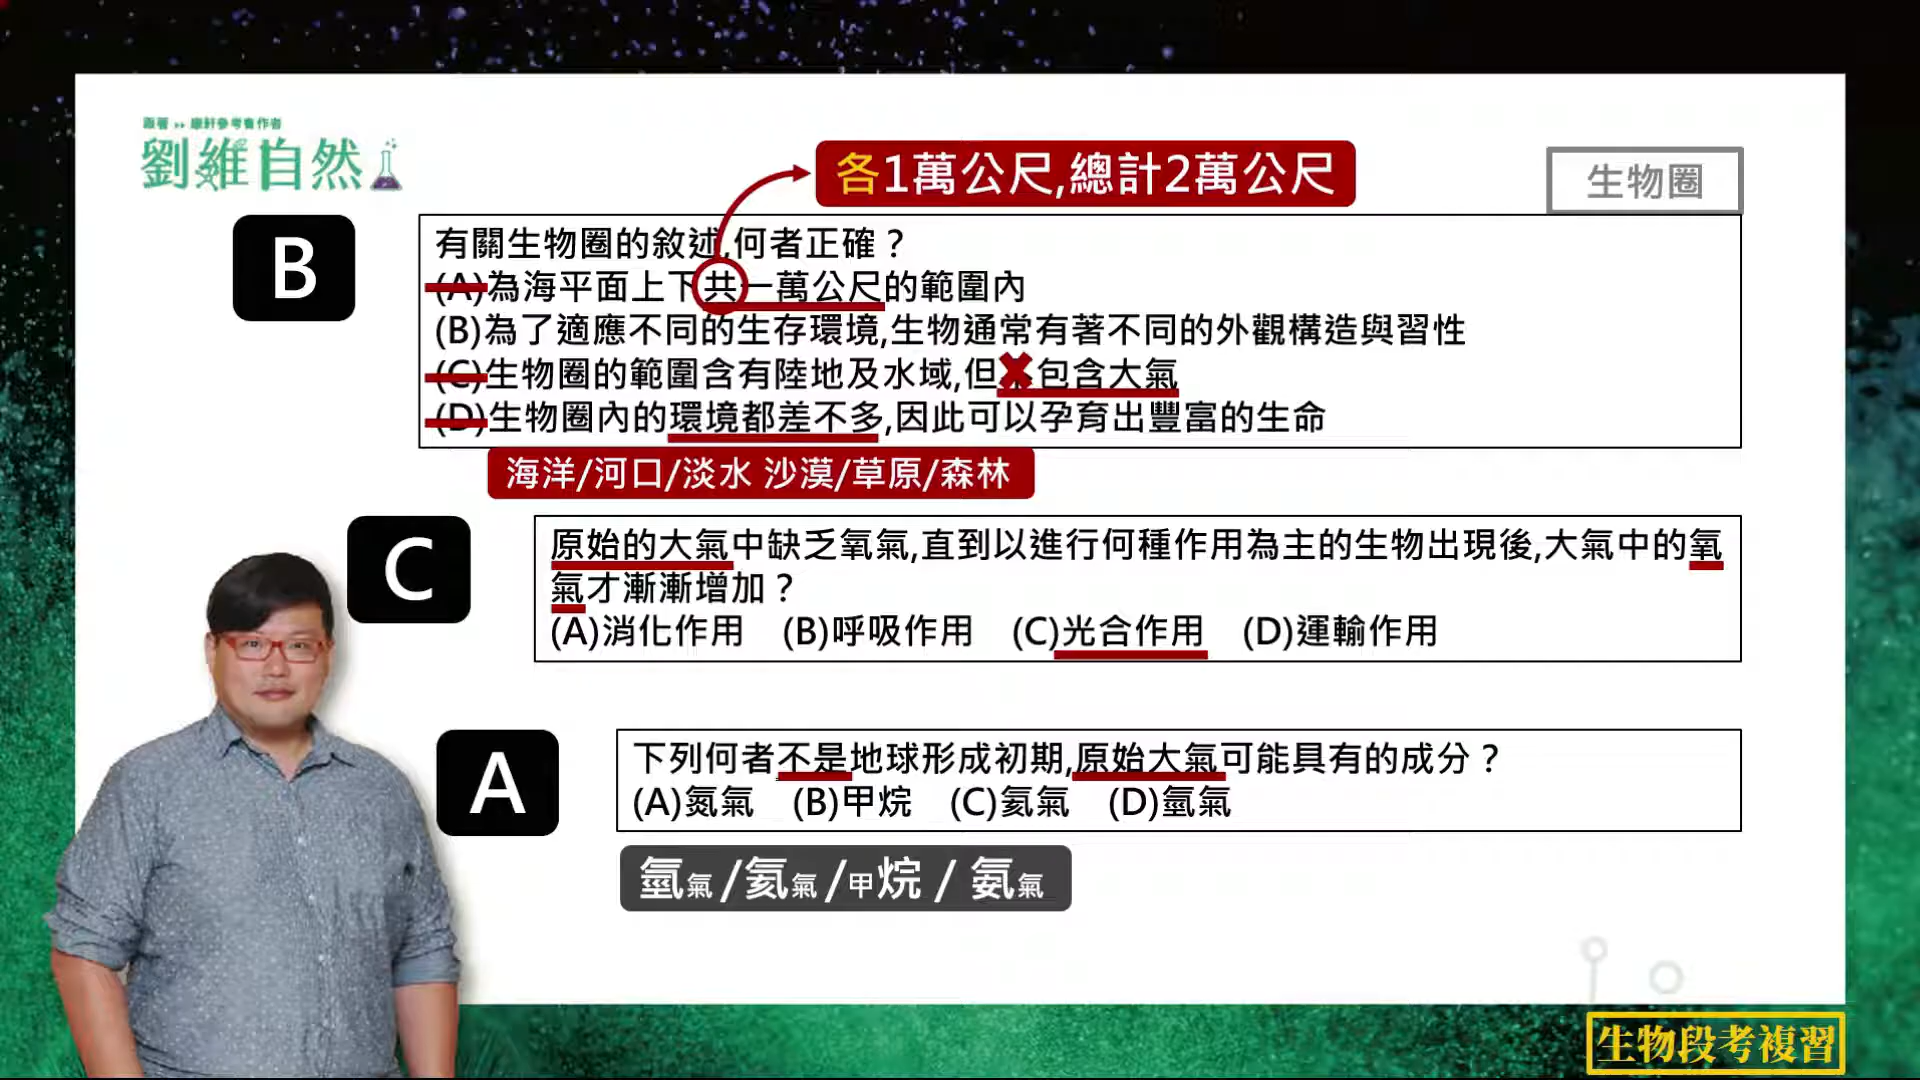 跟著 ▸▸ 康軒參考書作者
劉維自然
各1萬公尺,總計2萬公尺
生物圈
B
有關生物圈的敘述,何者正確？
(A)為海平面上下共一萬公尺的範圍內
(B)為了適應不同的生存環境,生物通常有著不同的外觀構造與習性
(C)生物圈的範圍含有陸地及水域,但不包含大氣
(D)生物圈內的環境都差不多,因此可以孕育出豐富的生命
海洋/河口/淡水 沙漠/草原/森林
C
原始的大氣中缺乏氧氣,直到以進行何種作用為主的生物出現後,大氣中的氧
氣才漸漸增加？
(A)消化作用 (B)呼吸作用 (C)光合作用 (D)運輸作用
A
下列何者不是地球形成初期,原始大氣可能具有的成分？
(A)氮氣 (B)甲烷 (C)氦氣 (D)氫氣
氫氣/氦氣/甲烷/氨氣
生物段考複習